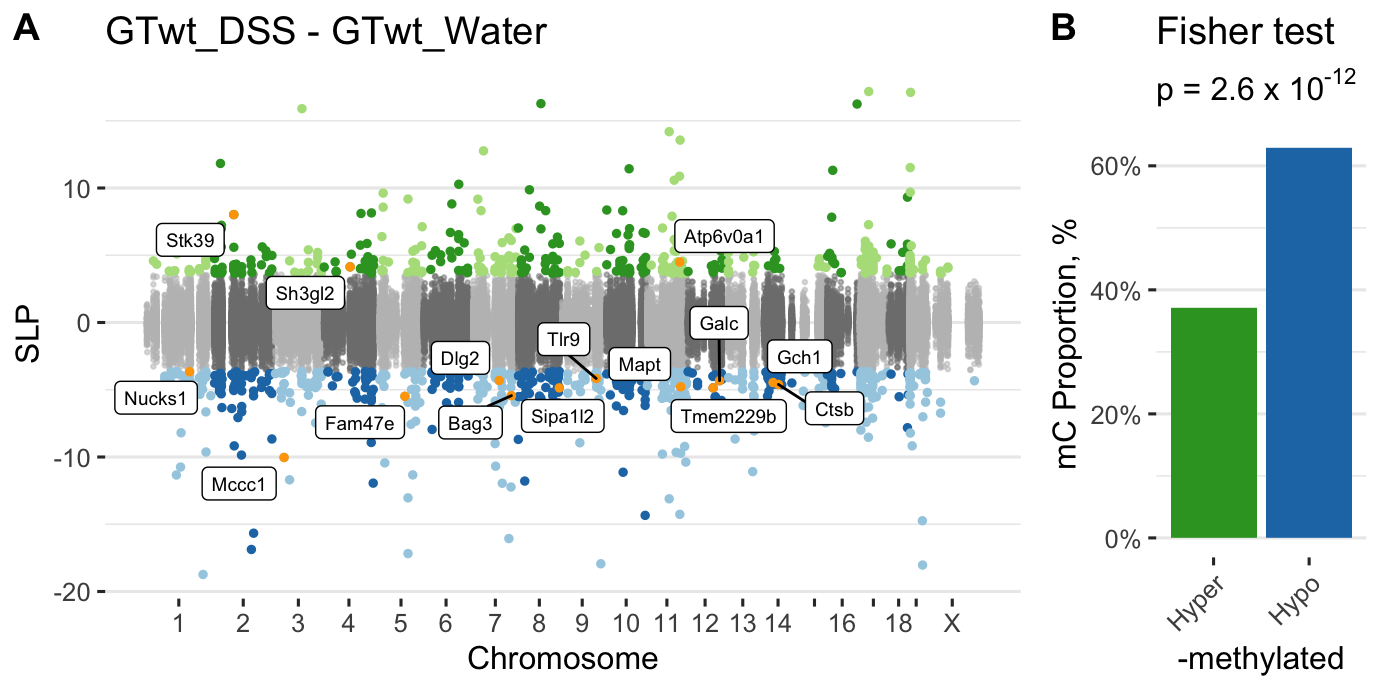 A
GTwt_DSS - GTwt_Water
SLP
10
0
-10
-20
Stk39
Sh3gl2
Atp6v0a1
Galc
Tlr9
Dlg2
Mapt
Gch1
Nucks1
Fam47e
Bag3
Sipa1l2
Tmem229b
Ctsb
Mccc1
1 2 3 4 5 6 7 8 9 10 11 12 13 14 16 18 X
Chromosome
B
Fisher test
p = 2.6 x 10⁻¹²
mC Proportion, %
60%
40%
20%
0%
Hyper
Hypo
-methylated